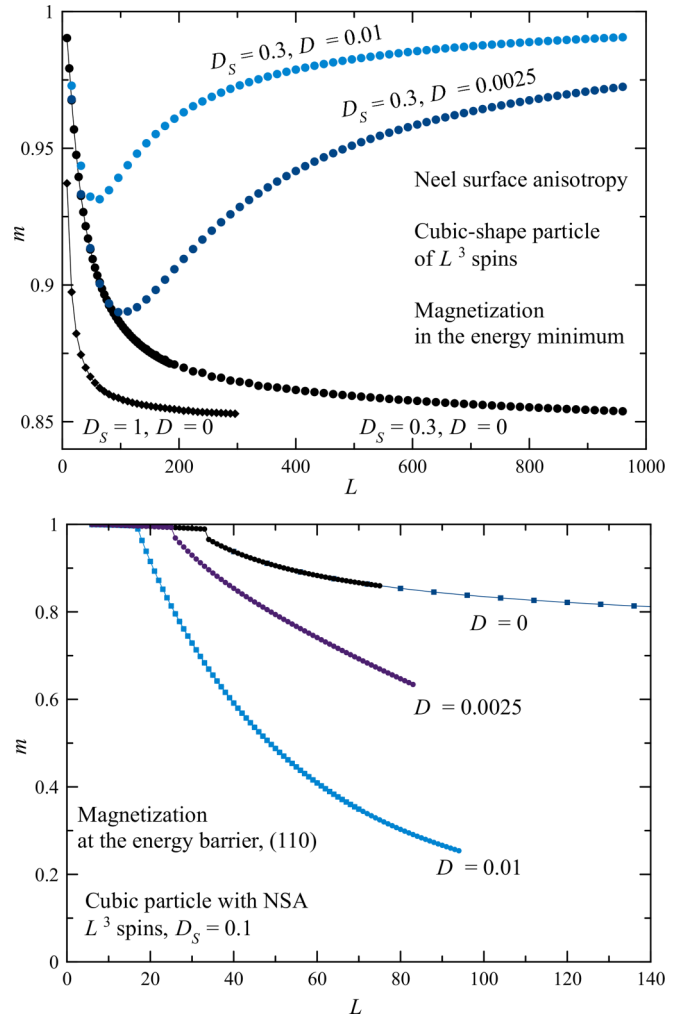 1
0.95
0.9
0.85
m
D_S = 0.3, D = 0.01
D_S = 0.3, D = 0.0025
Neel surface anisotropy
Cubic-shape particle
of L ³ spins
Magnetization
in the energy minimum
D_S = 1, D = 0
D_S = 0.3, D = 0
0 200 400 600 800 1000
L
1
0.8
0.6
0.4
0.2
0
m
D = 0
D = 0.0025
Magnetization
at the energy barrier, (110)
D = 0.01
Cubic particle with NSA
L ³ spins, D_S = 0.1
0 20 40 60 80 100 120 140
L